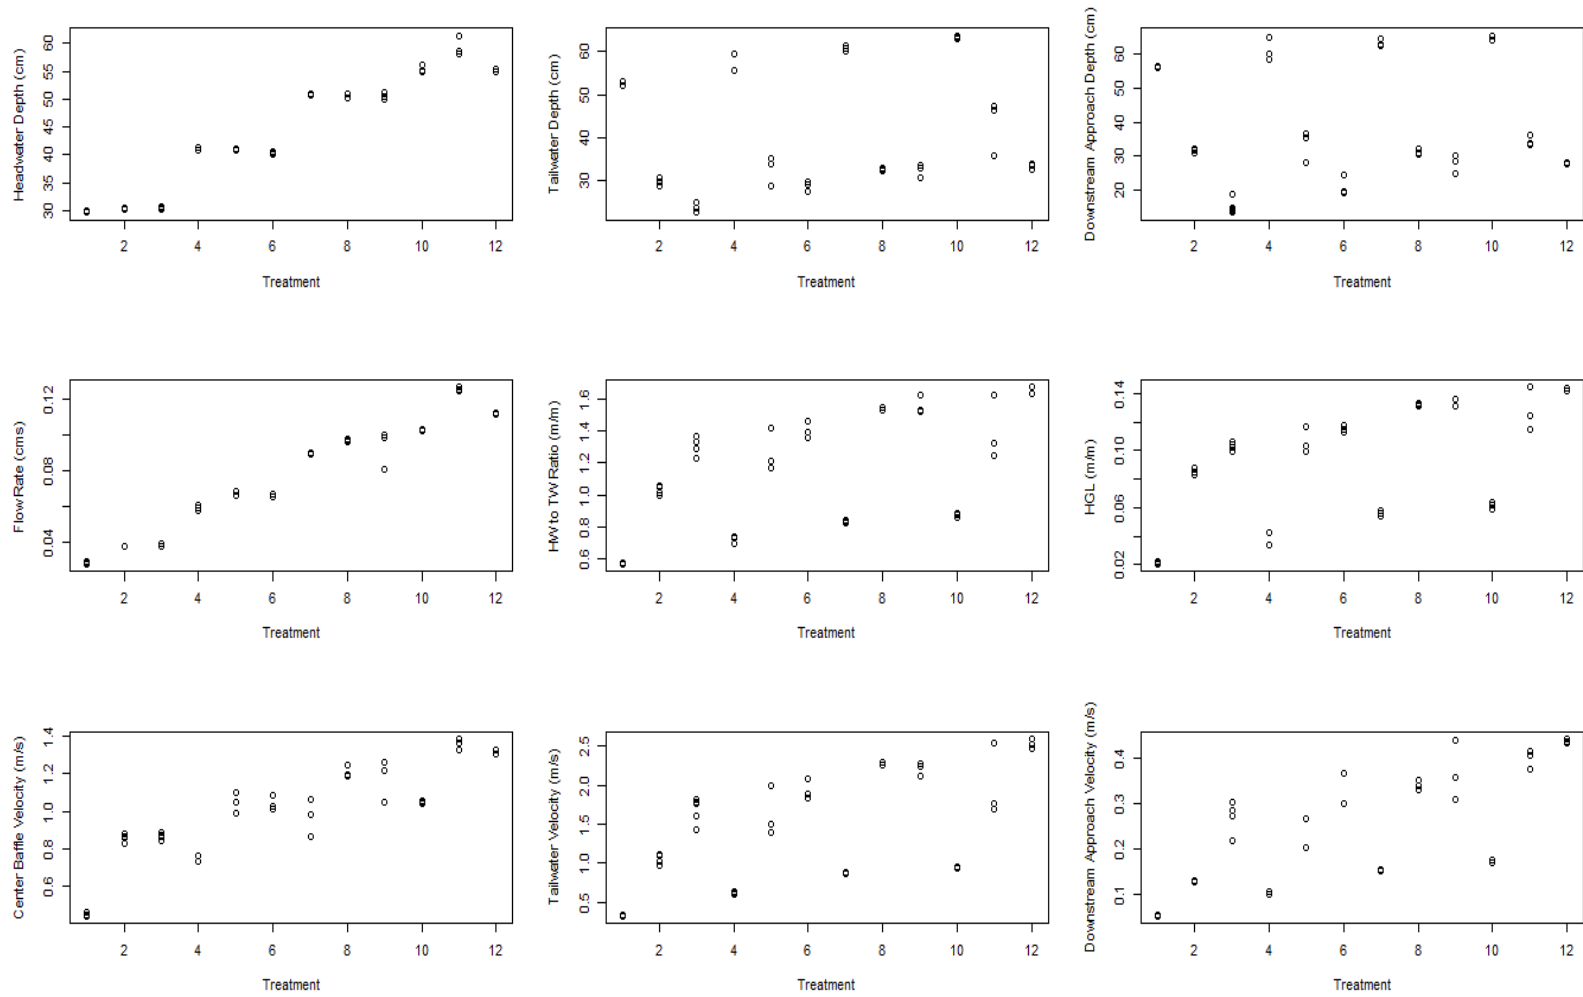 Headwater Depth (cm)
30 35 40 45 50 55 60
2 4 6 8 10 12
Treatment
Tailwater Depth (cm)
30 40 50 60
2 4 6 8 10 12
Treatment
Downstream Approach Depth (cm)
20 30 40 50 60
2 4 6 8 10 12
Treatment
Flow Rate (cms)
0.04 0.08 0.12
2 4 6 8 10 12
Treatment
HW to TW Ratio (m/m)
0.6 0.8 1.0 1.2 1.4 1.6
2 4 6 8 10 12
Treatment
HGL (m/m)
0.02 0.06 0.10 0.14
2 4 6 8 10 12
Treatment
Center Baffle Velocity (m/s)
0.6 0.8 1.0 1.2 1.4
2 4 6 8 10 12
Treatment
Tailwater Velocity (m/s)
0.5 1.0 1.5 2.0 2.5
2 4 6 8 10 12
Treatment
Downstream Approach Velocity (m/s)
0.1 0.2 0.3 0.4
2 4 6 8 10 12
Treatment